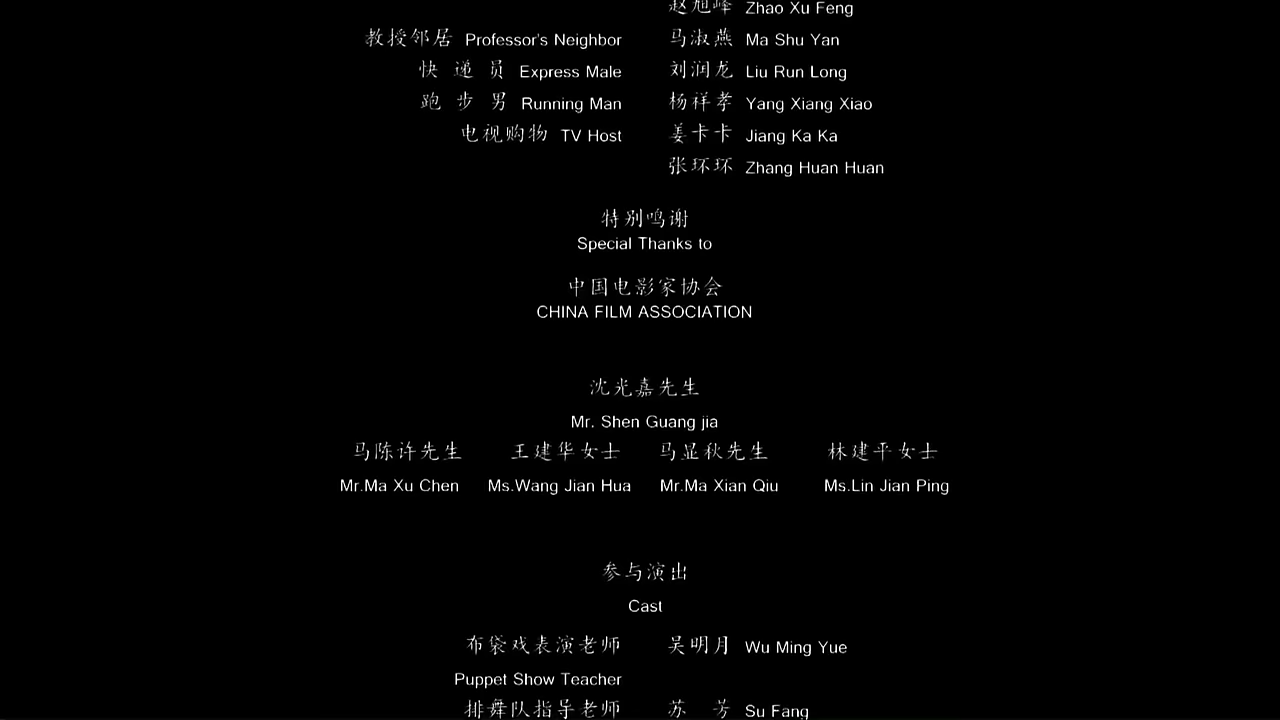 赵旭峰 Zhao Xu Feng
教授邻居 Professor's Neighbor 马淑燕 Ma Shu Yan
快 递 员 Express Male 刘润龙 Liu Run Long
跑 步 男 Running Man 杨祥孝 Yang Xiang Xiao
电视购物 TV Host 姜卡卡 Jiang Ka Ka
张环环 Zhang Huan Huan
特别鸣谢
Special Thanks to
中国电影家协会
CHINA FILM ASSOCIATION
沈光嘉先生
Mr. Shen Guang jia
马陈许先生 王建华女士 马显秋先生 林建平女士
Mr.Ma Xu Chen Ms.Wang Jian Hua Mr.Ma Xian Qiu Ms.Lin Jian Ping
参与演出
Cast
布袋戏表演老师 吴明月 Wu Ming Yue
Puppet Show Teacher
排舞队指导老师 苏 芳 Su Fang